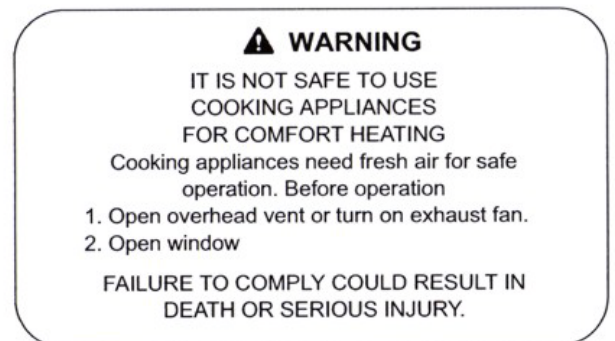 WARNING
IT IS NOT SAFE TO USE
COOKING APPLIANCES
FOR COMFORT HEATING
Cooking appliances need fresh air for safe
operation. Before operation
1. Open overhead vent or turn on exhaust fan.
2. Open window
FAILURE TO COMPLY COULD RESULT IN
DEATH OR SERIOUS INJURY.